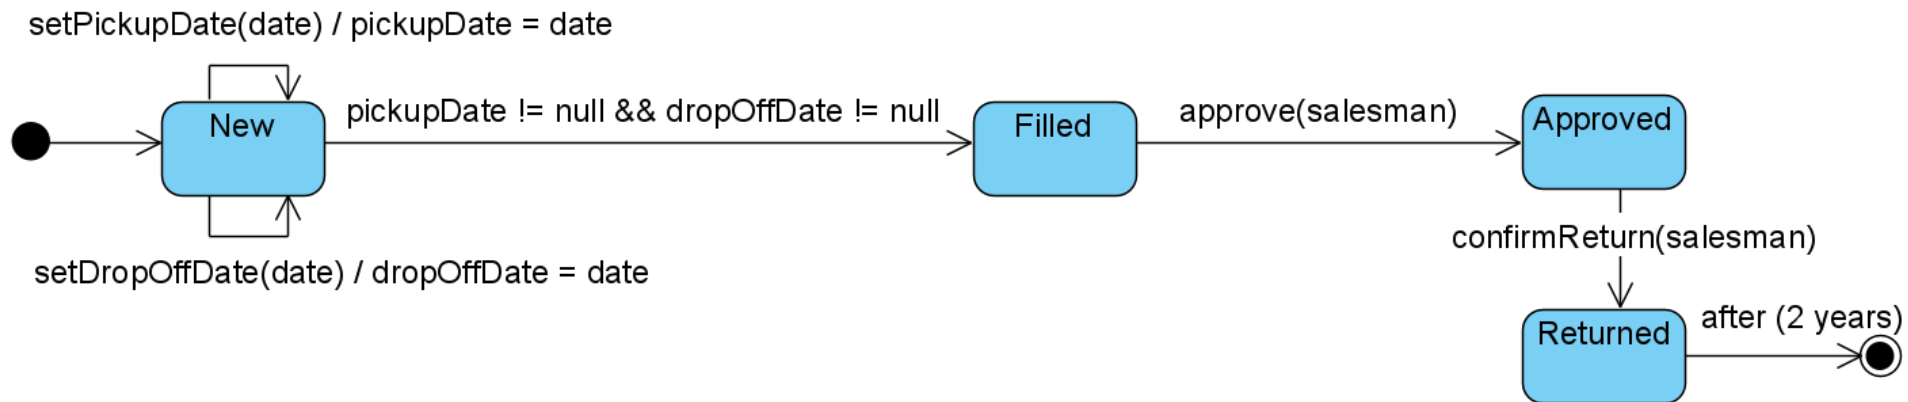 setPickupDate(date) / pickupDate = date
New
pickupDate != null && dropOffDate != null
Filled
approve(salesman)
Approved
setDropOffDate(date) / dropOffDate = date
confirmReturn(salesman)
Returned
after (2 years)